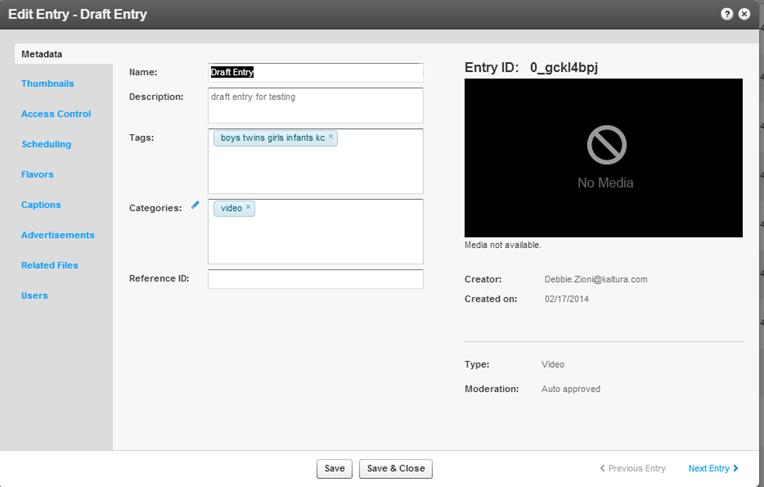 Edit Entry - Draft Entry
Metadata
Thumbnails
Access Control
Scheduling
Flavors
Captions
Advertisements
Related Files
Users
Name: Draft Entry
Description: draft entry for testing
Tags: boys twins girls infants kc
Categories: video
Reference ID:
Entry ID: 0_gckl4bpj
No Media
Media not available.
Creator: Debbie.Zioni@kaltura.com
Created on: 02/17/2014
Type: Video
Moderation: Auto approved
Save Save & Close Previous Entry Next Entry